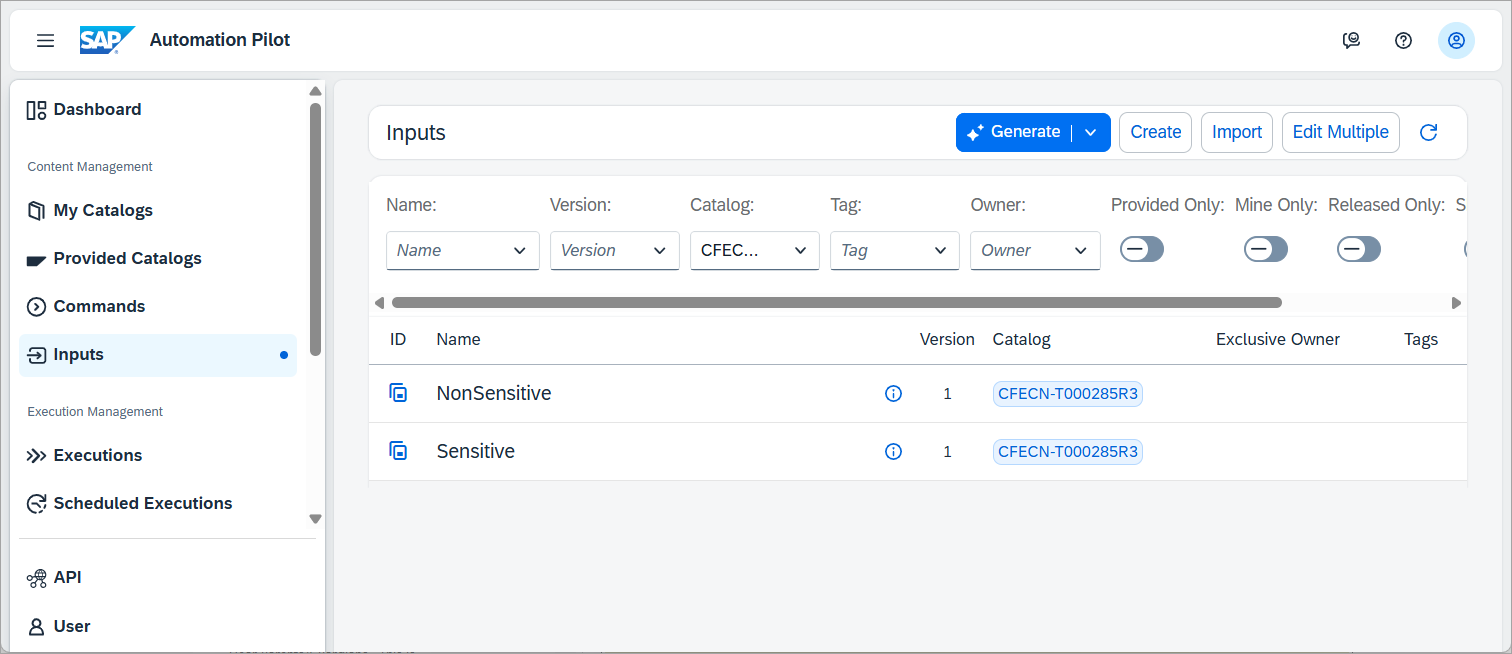 SAP Automation Pilot
Dashboard
Content Management
My Catalogs
Provided Catalogs
Commands
Inputs
Execution Management
Executions
Scheduled Executions
API
User
Inputs
Generate
Create
Import
Edit Multiple
Name: Version: Catalog: Tag: Owner: Provided Only: Mine Only: Released Only: S
Name Version CFEC... Tag Owner
ID Name Version Catalog Exclusive Owner Tags
NonSensitive 1 CFECN-T000285R3
Sensitive 1 CFECN-T000285R3